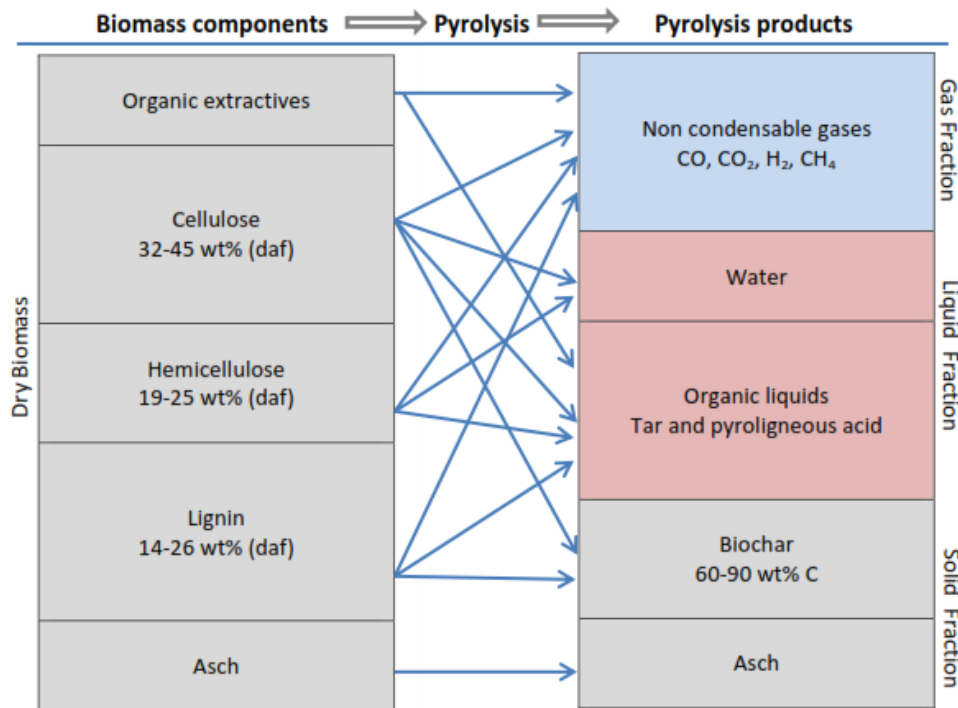 Biomass components
Pyrolysis
Pyrolysis products
Dry Biomass
Organic extractives
Cellulose
32-45 wt% (daf)
Hemicellulose
19-25 wt% (daf)
Lignin
14-26 wt% (daf)
Asch
Non condensable gases
CO, CO₂, H₂, CH₄
Water
Organic liquids
Tar and pyroligneous acid
Biochar
60-90 wt% C
Asch
Gas Fraction
Liquid Fraction
Solid Fraction